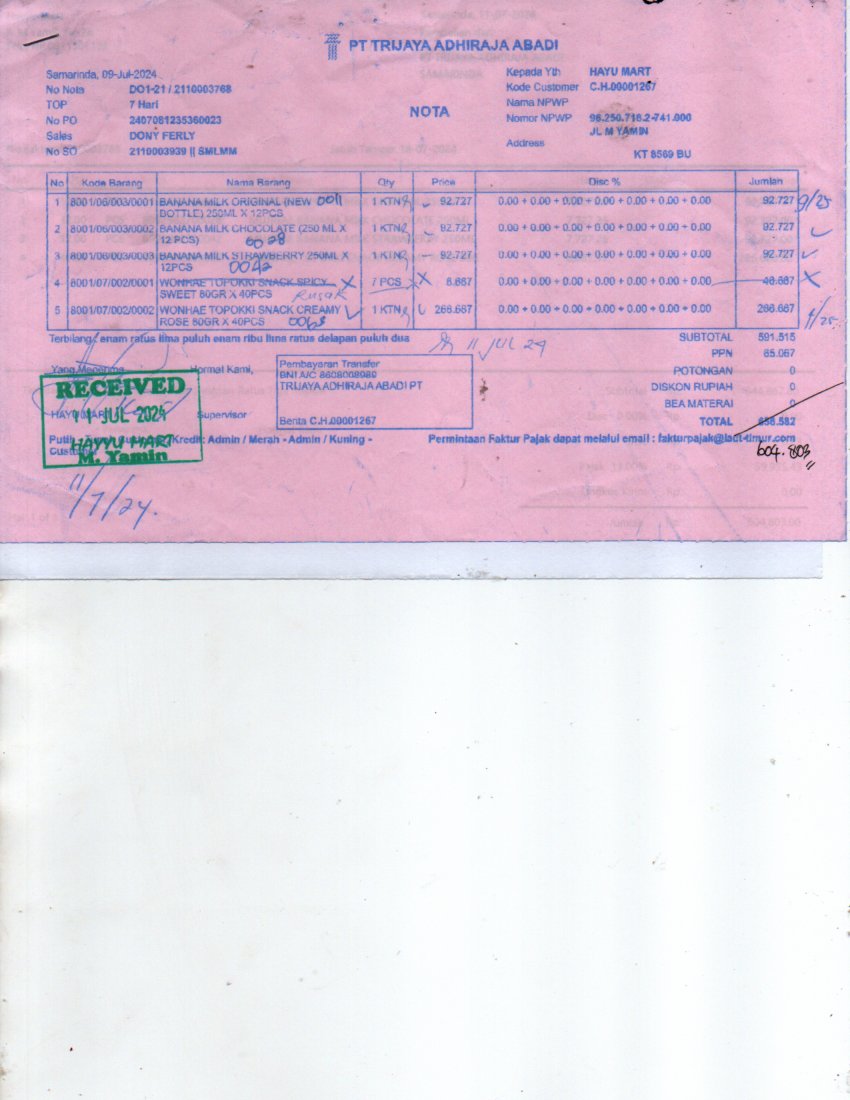 PT TRIJAYA ADHIRAJA ABADI
Samarinda, 09-Jul-2024
No Nota DO1-21 / 2110003768
TOP 7 Hari
No PO 2407081235360023
Sales DONY FERLY
No SO 2110003939 || SMLMM
NOTA
Kepada Yth HAYU MART
Kode Customer C.H.00001267
Nama NPWP
Nomor NPWP 96.250.718.2-741.000
Address JL M YAMIN
KT 8569 BU
No Kode Barang Nama Barang Qty Price Disc % Jumlah
1 8001/06/003/0001 BANANA MILK ORIGINAL (NEW 0011 1 KTN 92.727 0.00 + 0.00 + 0.00 + 0.00 + 0.00 + 0.00 92.727 9/25
BOTTLE) 250ML X 12PCS
2 8001/06/003/0002 BANANA MILK CHOCOLATE (250 ML X 1 KTN 92.727 0.00 + 0.00 + 0.00 + 0.00 + 0.00 + 0.00 92.727
12 PCS) 0028
3 8001/06/003/0003 BANANA MILK STRAWBERRY 250ML X 1 KTN 92.727 0.00 + 0.00 + 0.00 + 0.00 + 0.00 + 0.00 92.727
12PCS 0042
4 8001/07/002/0001 WONHAE TOPOKKI SNACK SPICY 7 PCS 6.667 0.00 + 0.00 + 0.00 + 0.00 + 0.00 + 0.00 46.667
SWEET 80GR X 40PCS Rusak
5 8001/07/002/0002 WONHAE TOPOKKI SNACK CREAMY 1 KTN 266.667 0.00 + 0.00 + 0.00 + 0.00 + 0.00 + 0.00 266.667
ROSE 80GR X 40PCS
Terbilang: enam ratus lima puluh enam ribu lima ratus delapan puluh dua
11 JUL 24
SUBTOTAL 591.515
PPN 65.067
POTONGAN 0
DISKON RUPIAH 0
BEA MATERAI 0
TOTAL 656.582
604.803
Yang Menerima Hormat Kami,
Supervisor
Pembayaran Transfer
BNI A/C 8608008989
TRIJAYA ADHIRAJA ABADI PT
Berita C.H.00001267
RECEIVED
11 JUL 2024
HAYYU MART
M. Yamin
Kredit: Admin / Merah - Admin / Kuning -
Customer
Permintaan Faktur Pajak dapat melalui email : fakturpajak@laut-timur.com
11/7/24.